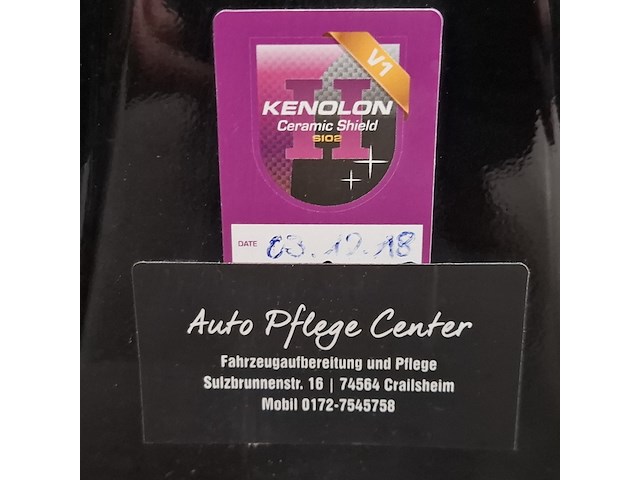 V1
KENOLON
Ceramic Shield
SIO2
DATE 03.12.18
Auto Pflege Center
Fahrzeugaufbereitung und Pflege
Sulzbrunnenstr. 16 | 74564 Crailsheim
Mobil 0172-7545758